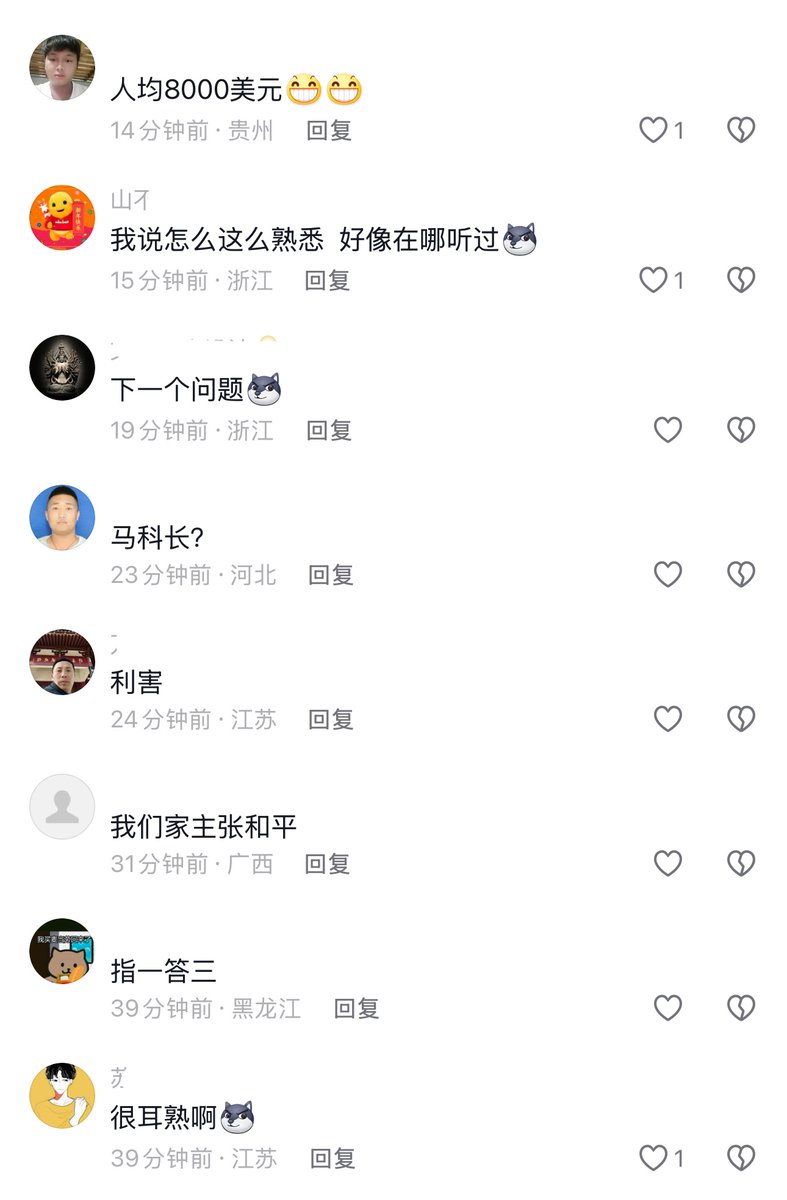 人均8000美元😁😁
14分钟前·贵州 回复
1
山
我说怎么这么熟悉 好像在哪听过
15分钟前·浙江 回复
1
下一个问题
19分钟前·浙江 回复
马科长?
23分钟前·河北 回复
利害
24分钟前·江苏 回复
我们家主张和平
31分钟前·广西 回复
指一答三
39分钟前·黑龙江 回复
很耳熟啊
39分钟前·江苏 回复
1